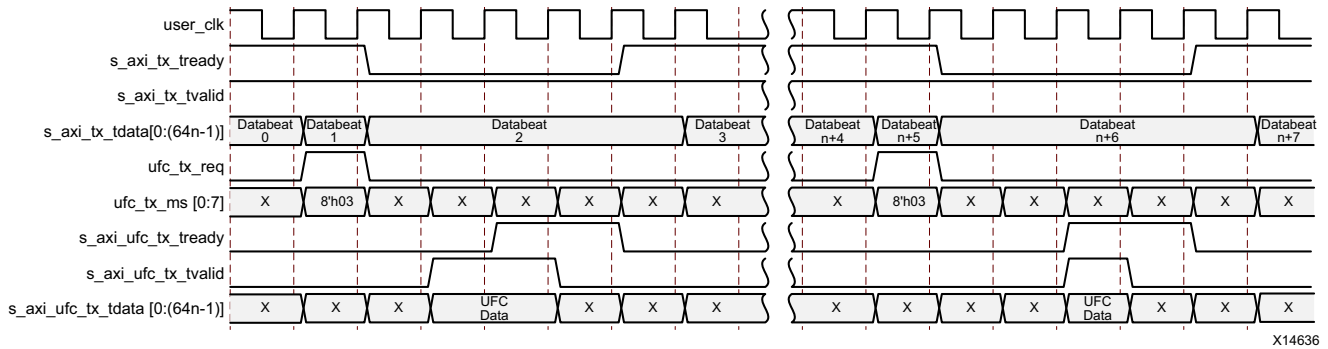 user_clk
s_axi_tx_tready
s_axi_tx_tvalid
s_axi_tx_tdata[0:(64n-1)]
Databeat
0
Databeat
1
Databeat
2
Databeat
3
Databeat
n+4
Databeat
n+5
Databeat
n+6
Databeat
n+7
ufc_tx_req
ufc_tx_ms [0:7]
X 8'h03 X X X X X X X 8'h03 X X X X X X
s_axi_ufc_tx_tready
s_axi_ufc_tx_tvalid
s_axi_ufc_tx_tdata [0:(64n-1)]
X X X
UFC
Data
X X X X X X X
UFC
Data
X X X
X14636